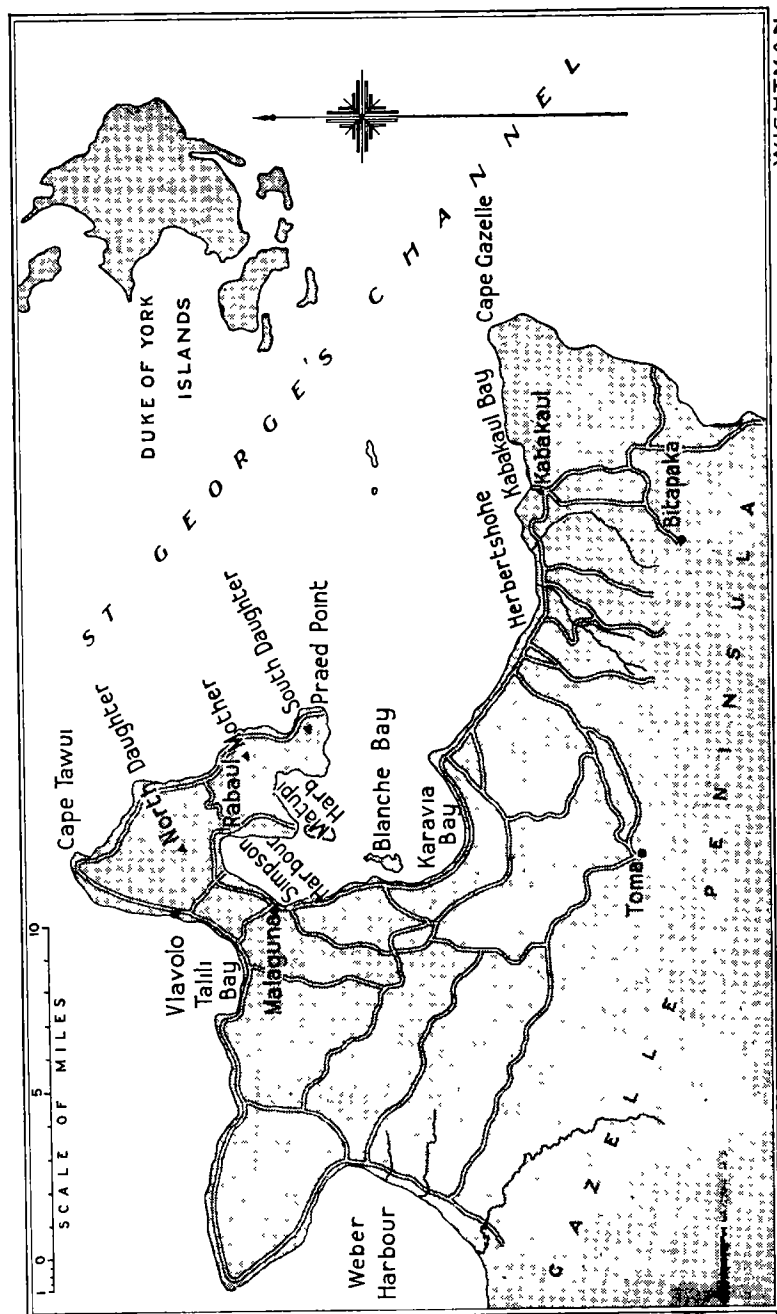 1 0 5 10
SCALE OF MILES
Cape Tawui
North Daughter
Rabaul
Mother
South Daughter
Praed Point
Vlavolo
Talili
Bay
Malaguna
Simpson
Harbour
Matupi
Harb
Blanche Bay
Karavia
Bay
Weber
Harbour
DUKE OF YORK
ISLANDS
ST GEORGE'S CHANNEL
Herbertshohe
Kabakaul Bay
Kabakaul
Cape Gazelle
Bitapaka
Toma
GAZELLE PENINSULA